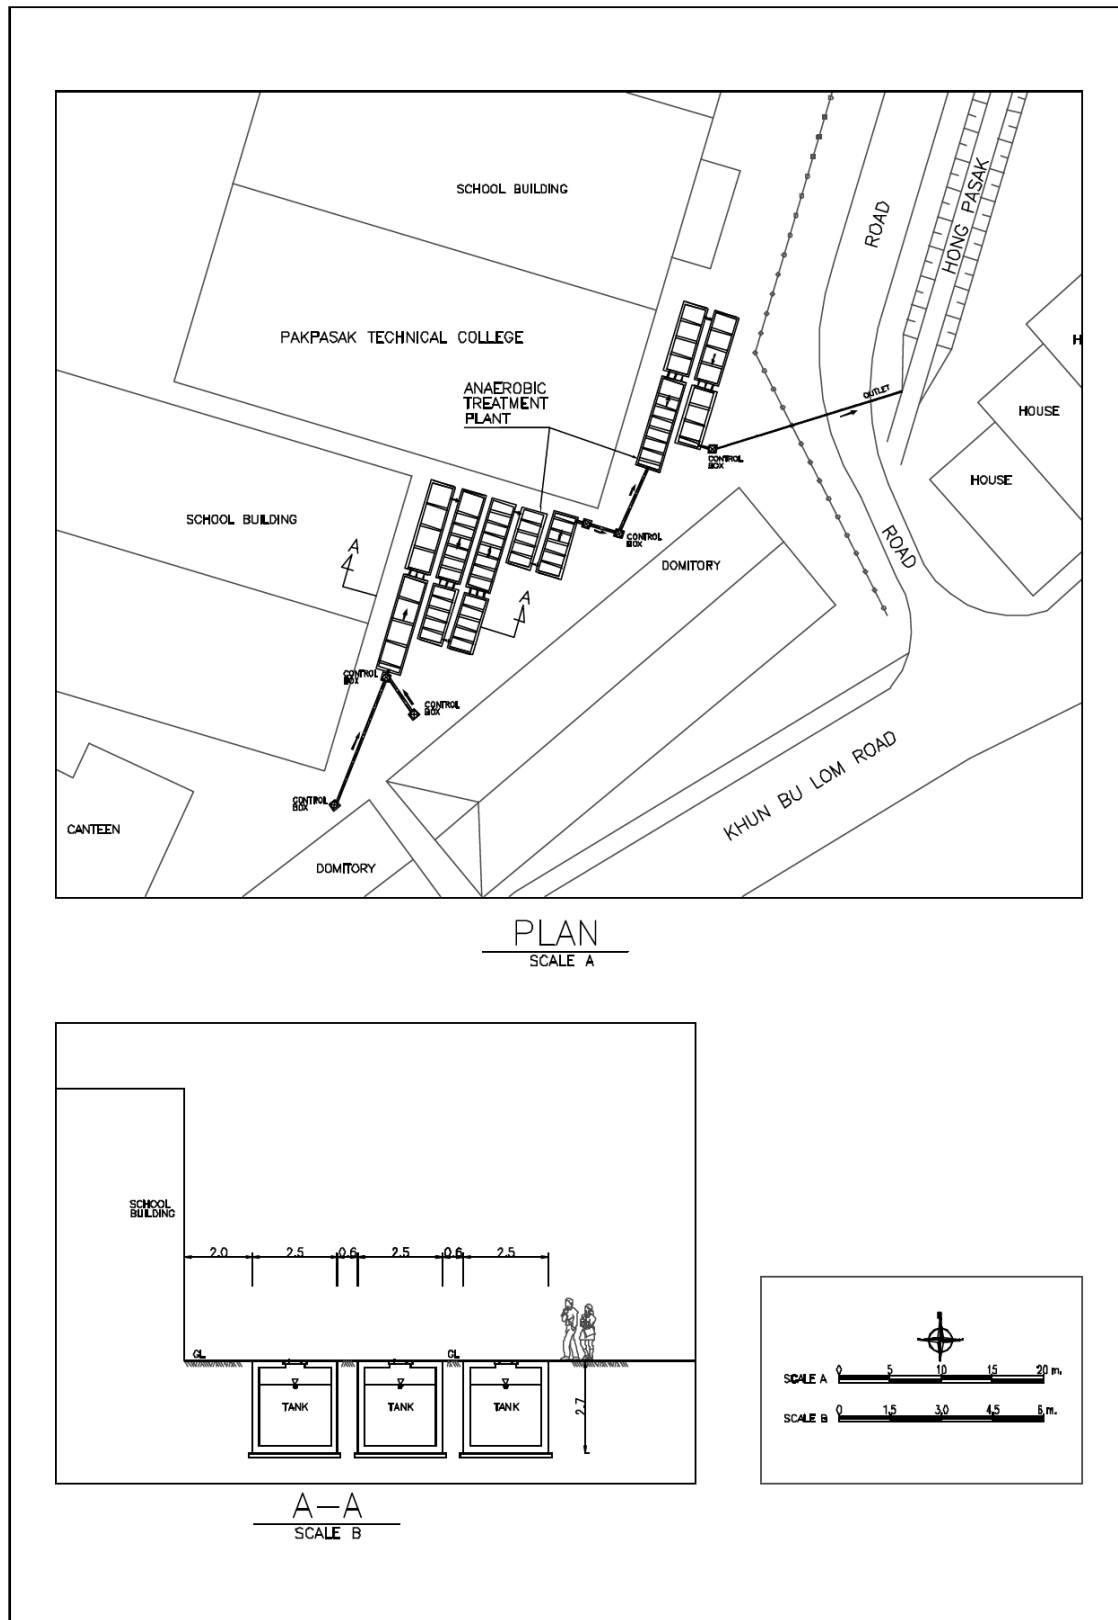 SCHOOL BUILDING
ROAD
HONG PASAK
PAKPASAK TECHNICAL COLLEGE
H
ANAEROBIC
TREATMENT
PLANT
OUTLET
HOUSE
CONTROL
BOX
HOUSE
SCHOOL BUILDING
A
CONTROL
BOX
DOMITORY
ROAD
A
CONTROL
BOX
CONTROL
BOX
CONTROL
BOX
KHUN BU LOM ROAD
CANTEEN
DOMITORY
PLAN
SCALE A
SCHOOL
BUILDING
2.0 2.5 0.6 2.5 0.6 2.5
GL GL
TANK TANK TANK
2.7
A—A
SCALE B
SCALE A 0 5 10 15 20 m.
SCALE B 0 1.5 3.0 4.5 6 m.